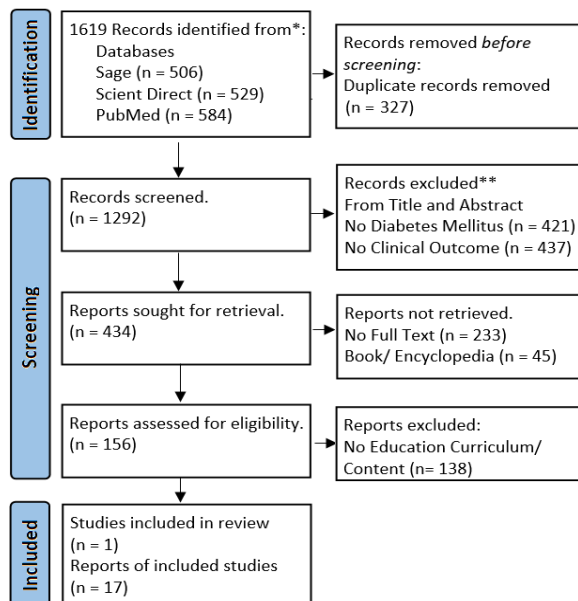 Identification
1619 Records identified from*:
Databases
Sage (n = 506)
Scient Direct (n = 529)
PubMed (n = 584)
Records removed before
screening:
Duplicate records removed
(n = 327)
Screening
Records screened.
(n = 1292)
Records excluded**
From Title and Abstract
No Diabetes Mellitus (n = 421)
No Clinical Outcome (n = 437)
Reports sought for retrieval.
(n = 434)
Reports not retrieved.
No Full Text (n = 233)
Book/ Encyclopedia (n = 45)
Reports assessed for eligibility.
(n = 156)
Reports excluded:
No Education Curriculum/
Content (n= 138)
Included
Studies included in review
(n = 1)
Reports of included studies
(n = 17)